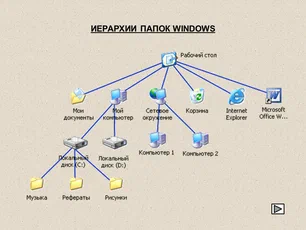 ИЕРАРХИИ ПАПОК WINDOWS
Рабочий стол
Мои
документы
Мой
компьютер
Сетевое
окружение
Корзина
Internet
Explorer
Microsoft
Office W...
Локальный
диск (C:)
Локальный
диск (D:)
Компьютер 1
Компьютер 2
Музыка
Рефераты
Рисунки